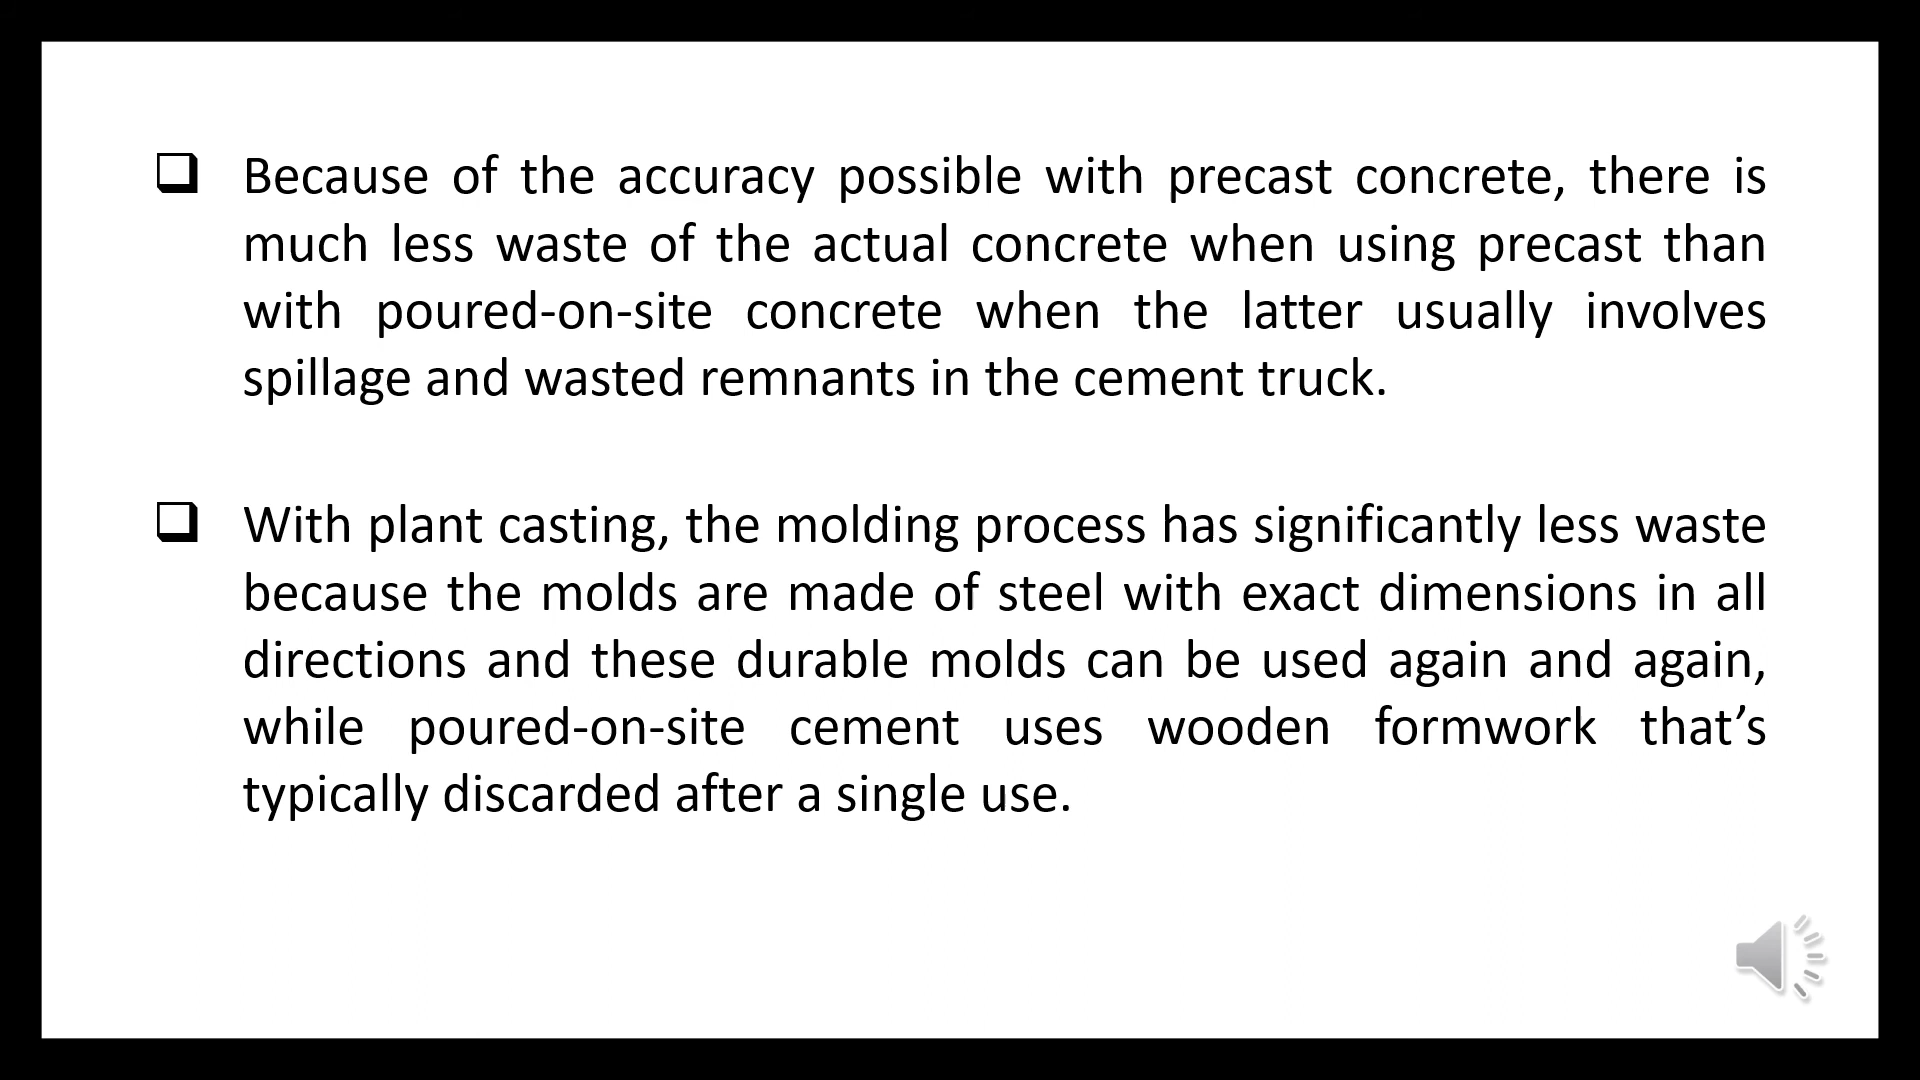 ❑ Because of the accuracy possible with precast concrete, there is
much less waste of the actual concrete when using precast than
with poured-on-site concrete when the latter usually involves
spillage and wasted remnants in the cement truck.
❑ With plant casting, the molding process has significantly less waste
because the molds are made of steel with exact dimensions in all
directions and these durable molds can be used again and again,
while poured-on-site cement uses wooden formwork that’s
typically discarded after a single use.